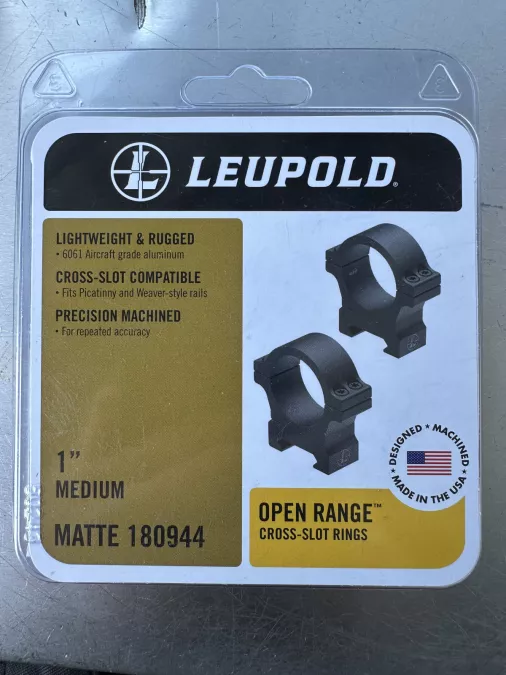 LEUPOLD®
LIGHTWEIGHT & RUGGED
• 6061 Aircraft grade aluminum
CROSS-SLOT COMPATIBLE
• Fits Picatinny and Weaver-style rails
PRECISION MACHINED
• For repeated accuracy
1”
MEDIUM
MATTE 180944
DESIGNED ★ MACHINED ★ MADE IN THE USA ★
OPEN RANGE™
CROSS-SLOT RINGS